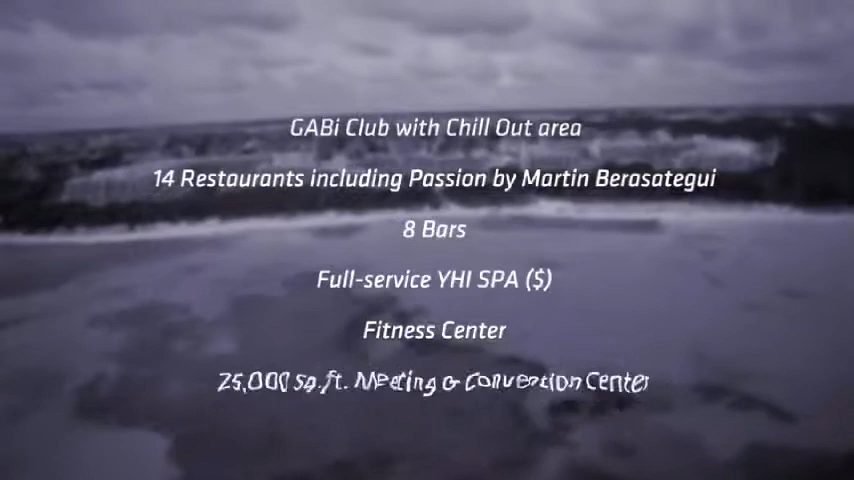 GABi Club with Chill Out area
14 Restaurants including Passion by Martin Berasategui
8 Bars
Full-service YHI SPA ($)
Fitness Center
25,000 sq.ft. Meeting & Convention Center